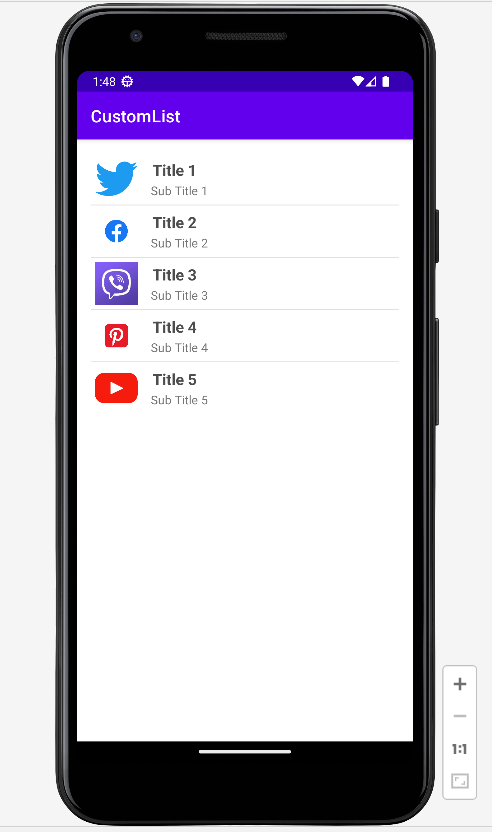 1:48
CustomList
Title 1
Sub Title 1
Title 2
Sub Title 2
Title 3
Sub Title 3
Title 4
Sub Title 4
Title 5
Sub Title 5
1:1